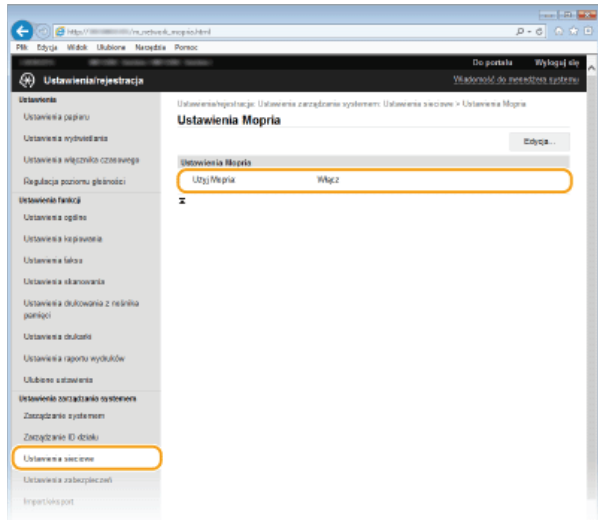 http://
/m_network_mopria.html
Plik Edycja Widok Ulubione Narzędzia Pomoc
Do portalu Wyloguj się
Ustawienia/rejestracja
Wiadomość do menedżera systemu
Ustawienia
Ustawienia papieru
Ustawienia wyświetlania
Ustawienia włącznika czasowego
Regulacja poziomu głośności
Ustawienia funkcji
Ustawienia ogólne
Ustawienia kopiowania
Ustawienia faksu
Ustawienia skanowania
Ustawienia drukowania z nośnika
pamięci
Ustawienia drukarki
Ustawienia raportu wydruków
Ulubione ustawienia
Ustawienia zarządzania systemem
Zarządzanie systemem
Zarządzanie ID działu
Ustawienia sieciowe
Ustawienia zabezpieczeń
Import/eksport
Ustawienia/rejestracja: Ustawienia zarządzania systemem: Ustawienia sieciowe > Ustawienia Mopria
Ustawienia Mopria
Edycja...
Ustawienia Mopria
Użyj Mopria Włącz